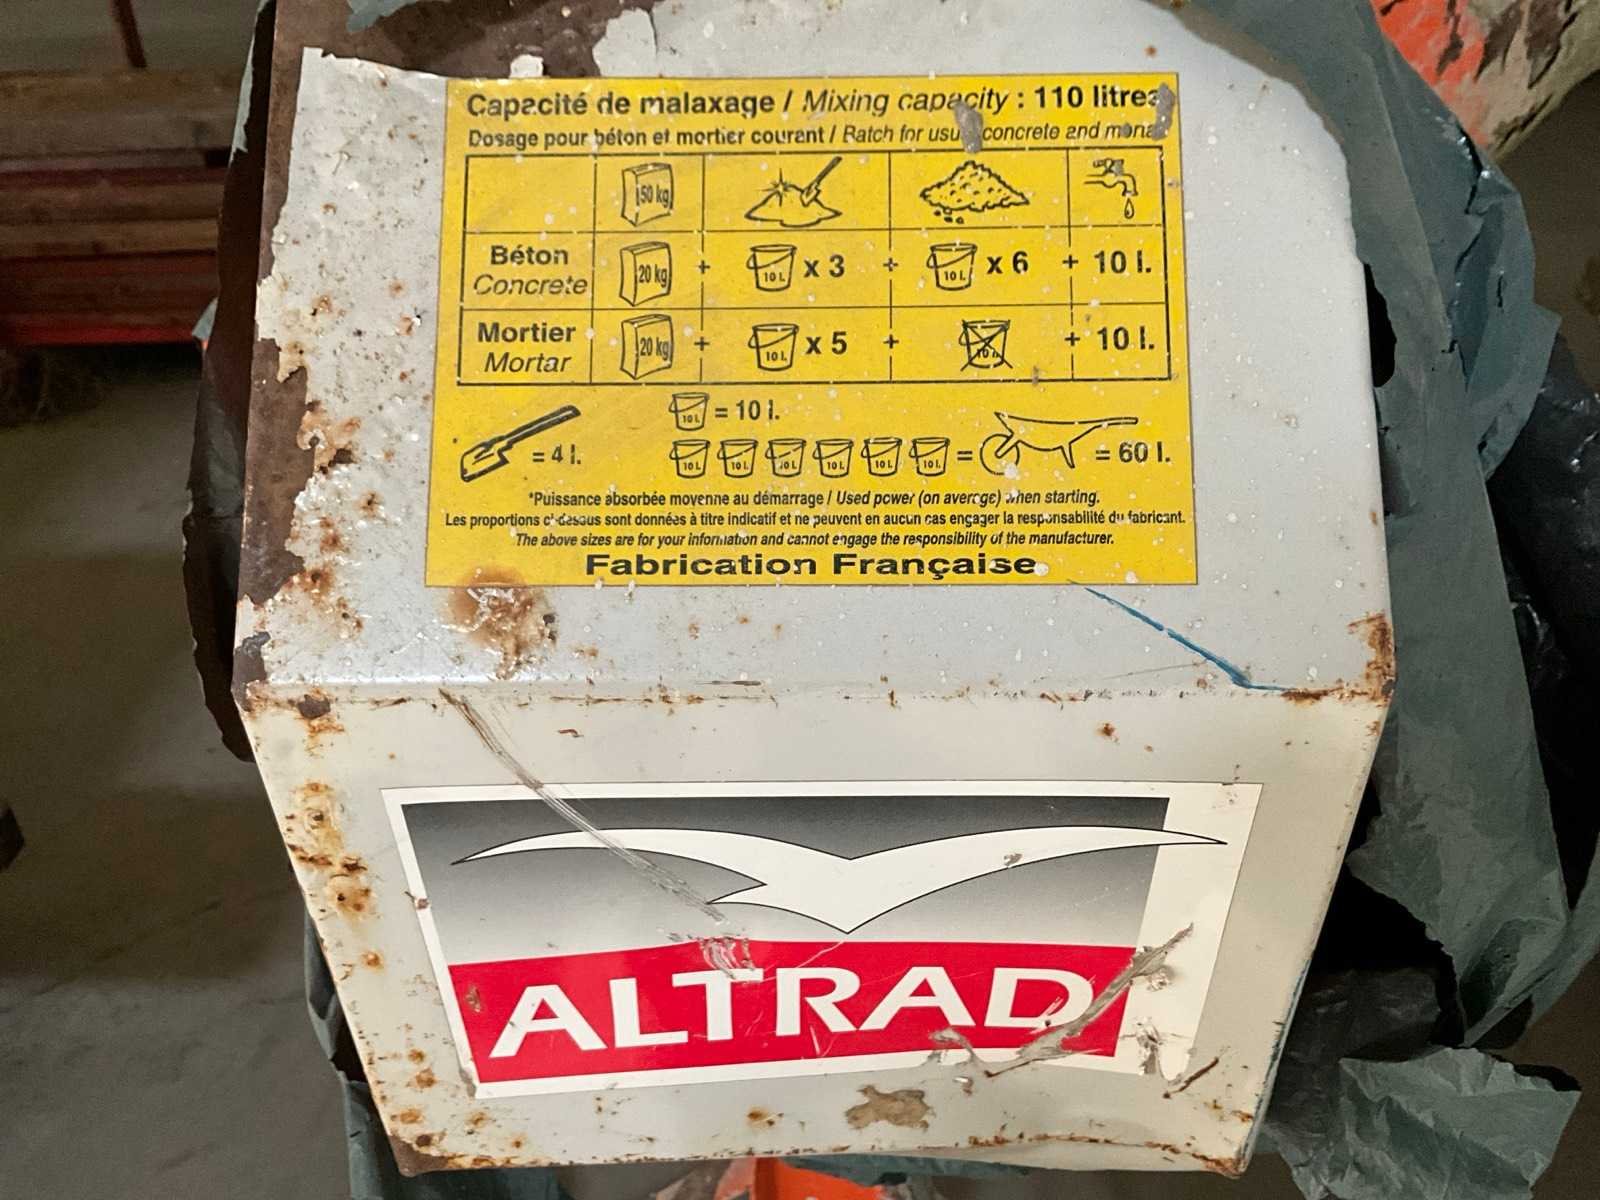 Capacité de malaxage / Mixing capacity : 110 litres
Dosage pour béton et mortier courant / Batch for usual concrete and
50 kg
Béton 20 kg + 10 L x 3 + 10 L x 6 + 10 l.
Concrete
Mortier 20 kg + 10 L x 5 + 10 L + 10 l.
Mortar
10 L = 10 l.
= 4 l. 10 L 10 L 10 L 10 L 10 L 10 L = = 60 l.
*Puissance absorbée moyenne au démarrage / Used power (on average) when starting.
Les proportions ci-dessus sont données à titre indicatif et ne peuvent en aucun cas engager la responsabilité du fabricant.
The above sizes are for your information and cannot engage the responsibility of the manufacturer.
Fabrication Française
ALTRAD